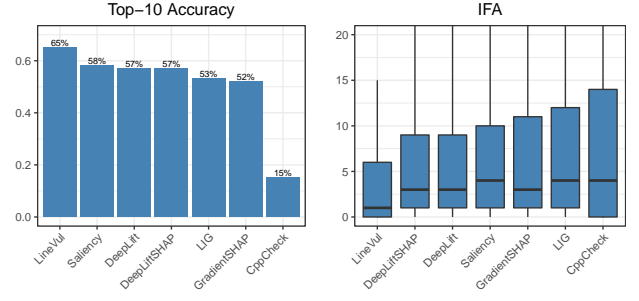 Top−10 Accuracy
65%
58%
57%
57%
53%
52%
15%
0.6
0.4
0.2
0.0
LineVul
Saliency
DeepLift
DeepLiftSHAP
LIG
GradientSHAP
CppCheck
IFA
20
15
10
5
0
LineVul
DeepLiftSHAP
DeepLift
Saliency
GradientSHAP
LIG
CppCheck